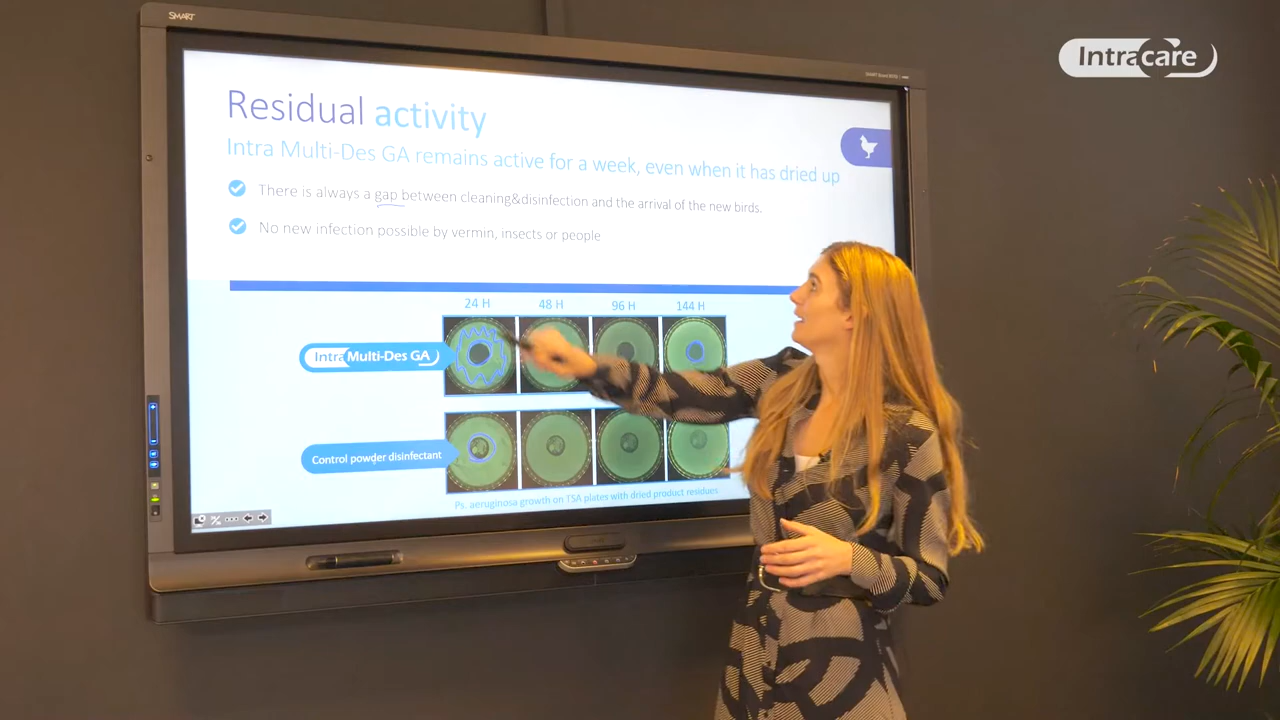 SMART
Intracare
Residual activity
Intra Multi-Des GA remains active for a week, even when it has dried up
There is always a gap between cleaning&disinfection and the arrival of the new birds.
No new infection possible by vermin, insects or people
24 H 48 H 96 H 144 H
Intra Multi-Des GA
Control powder disinfectant
Ps. aeruginosa growth on TSA plates with dried product residues